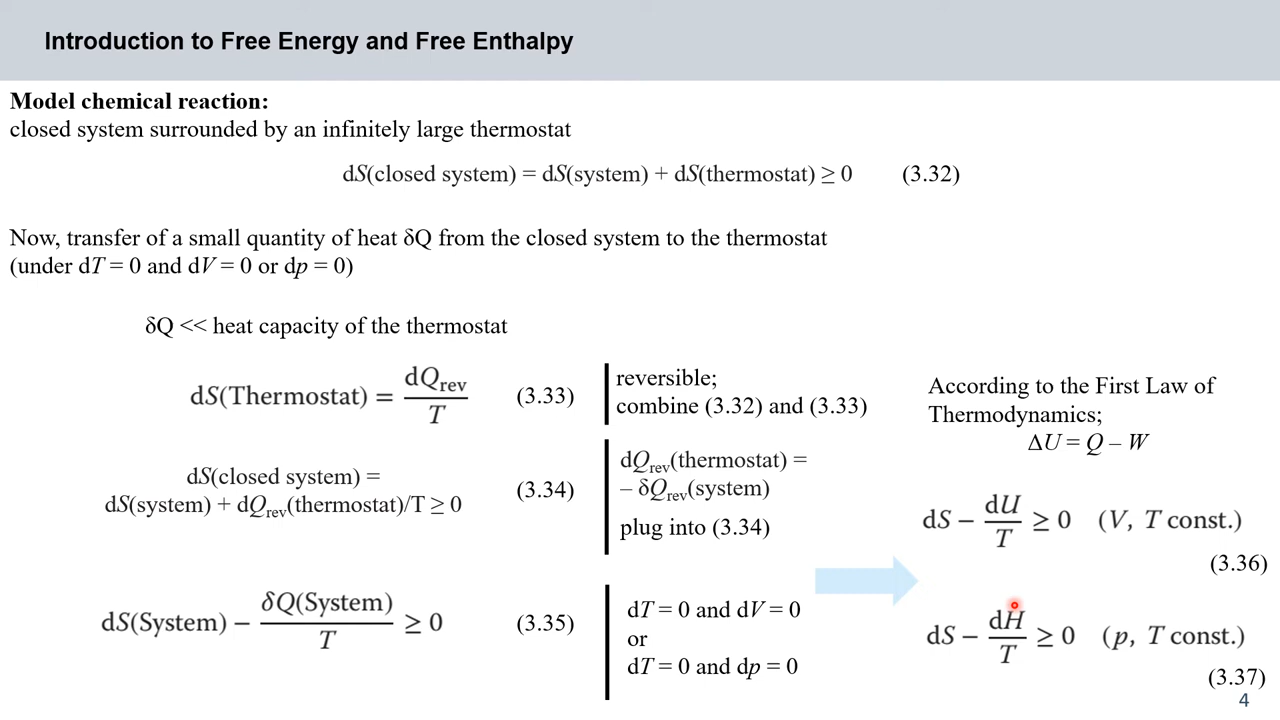 Introduction to Free Energy and Free Enthalpy
Model chemical reaction:
closed system surrounded by an infinitely large thermostat
dS(closed system) = dS(system) + dS(thermostat) ≥ 0 (3.32)
Now, transfer of a small quantity of heat δQ from the closed system to the thermostat
(under dT = 0 and dV = 0 or dp = 0)
δQ << heat capacity of the thermostat
dS(Thermostat) = dQrev / T (3.33)
reversible;
combine (3.32) and (3.33)
dS(closed system) =
dS(system) + dQrev(thermostat)/T ≥ 0 (3.34)
dQrev(thermostat) =
– δQrev(system)
plug into (3.34)
dS(System) – δQ(System) / T ≥ 0 (3.35)
dT = 0 and dV = 0
or
dT = 0 and dp = 0
According to the First Law of
Thermodynamics;
ΔU = Q – W
dS – dU / T ≥ 0 (V, T const.)
(3.36)
dS – dH / T ≥ 0 (p, T const.)
(3.37)
4